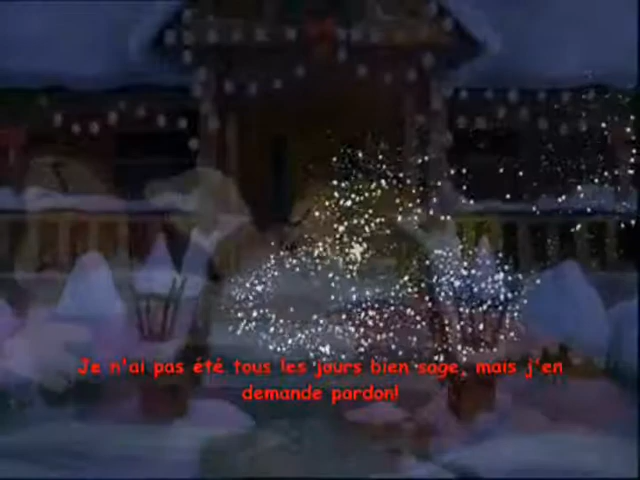 Je n'ai pas été tous les jours bien sage, mais j'en
demande pardon!